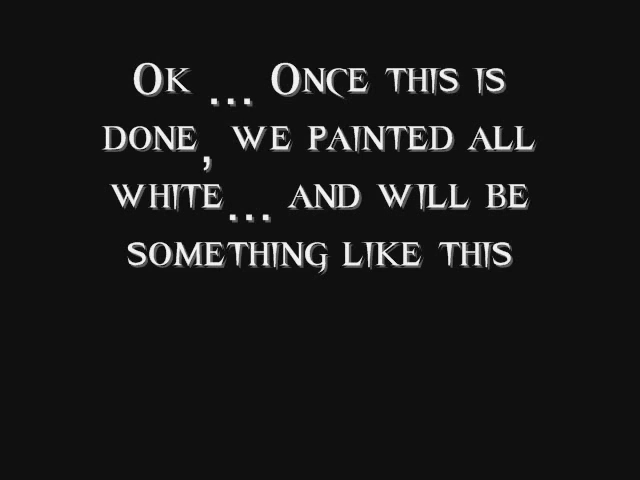 Ok ... Once this is
done, we painted all
white... and will be
something like this